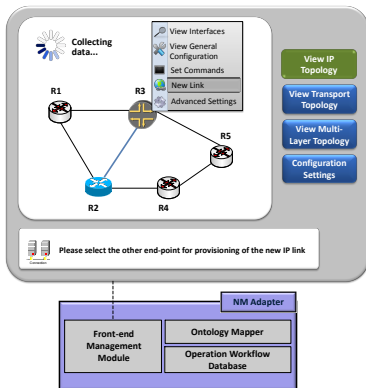 Collecting
data...
View Interfaces
View General
Configuration
Set Commands
New Link
Advanced Settings
View IP
Topology
View Transport
Topology
View Multi-
Layer Topology
Configuration
Settings
R1
R3
R5
R2
R4
Please select the other end-point for provisioning of the new IP link
Connection
NM Adapter
Front-end
Management
Module
Ontology Mapper
Operation Workflow
Database